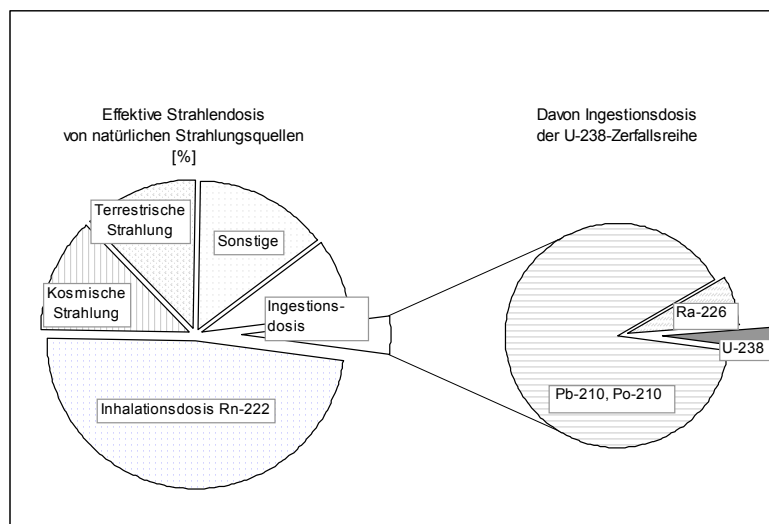 Effektive Strahlendosis
von natürlichen Strahlungsquellen
[%]
Terrestrische
Strahlung
Sonstige
Kosmische
Strahlung
Ingestions-
dosis
Inhalationsdosis Rn-222
Davon Ingestionsdosis
der U-238-Zerfallsreihe
Ra-226
U-238
Pb-210, Po-210